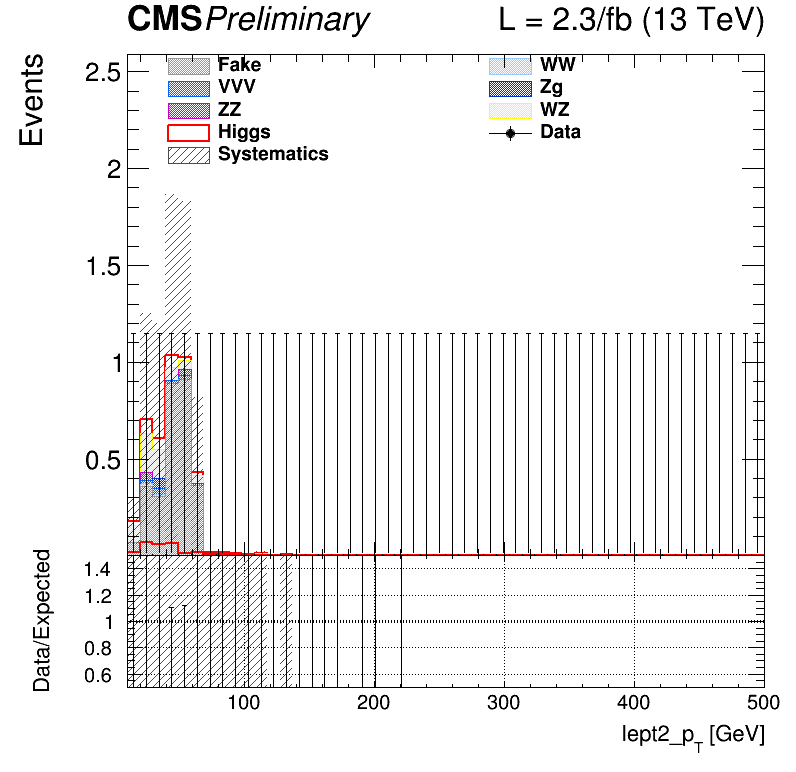 CMS Preliminary L = 2.3/fb (13 TeV)
Events
2.5
2
1.5
1
0.5
Fake
VVV
ZZ
Higgs
Systematics
WW
Zg
WZ
Data
Data/Expected
1.4
1.2
1
0.8
0.6
100 200 300 400 500
lept2_p_T [GeV]